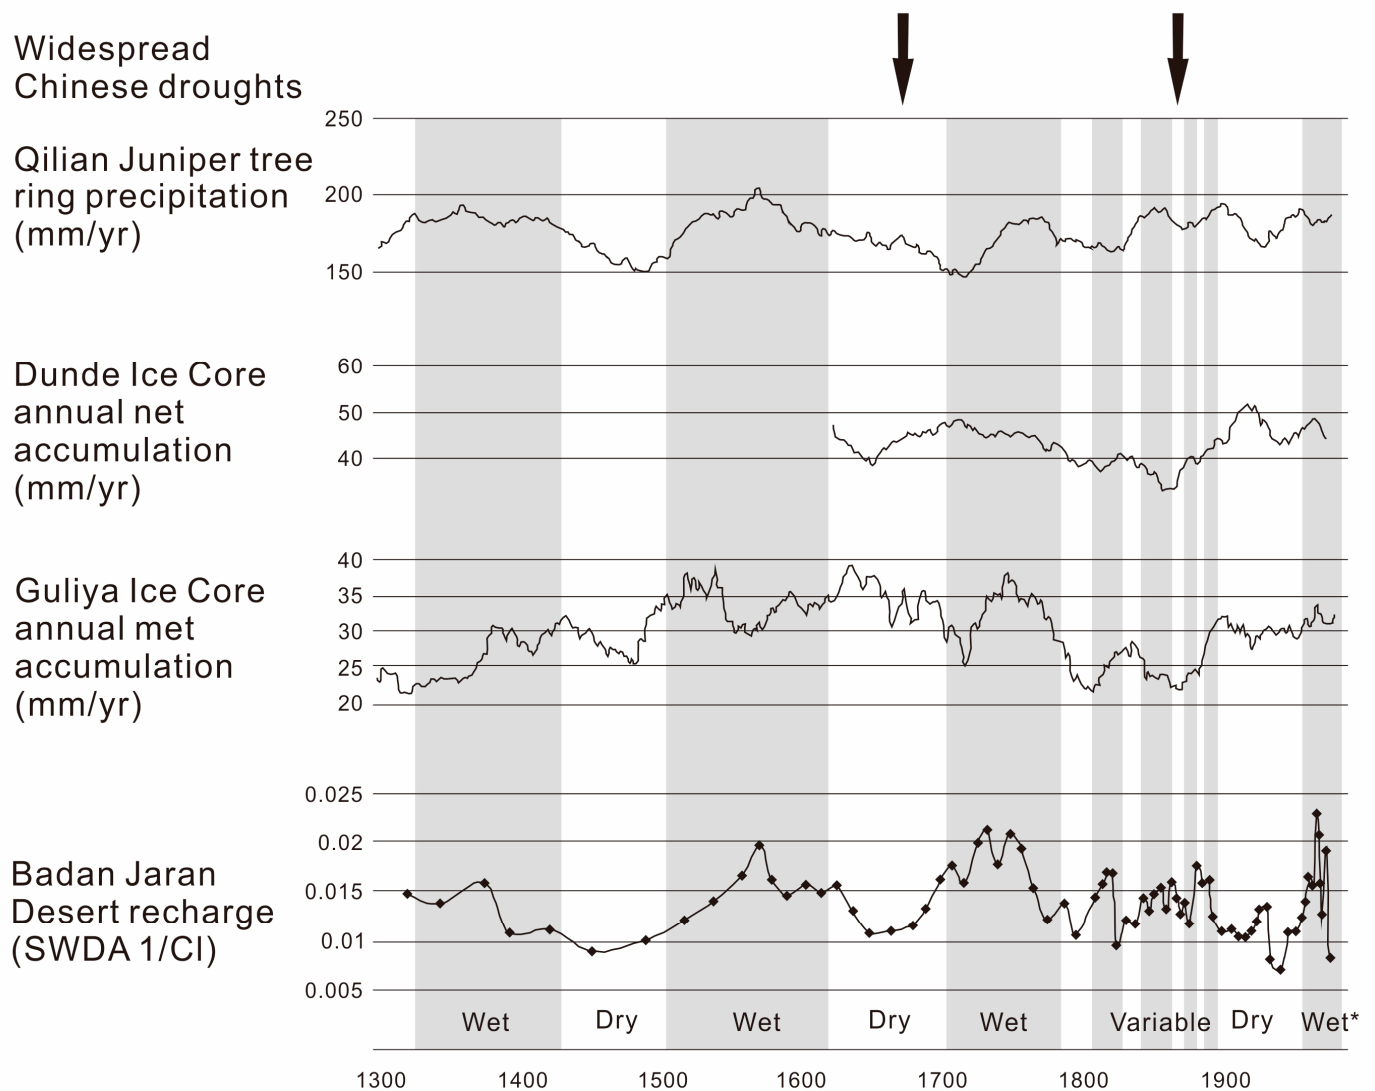 Widespread
Chinese droughts
250
Qilian Juniper tree
ring precipitation
(mm/yr)
200
150
60
Dunde Ice Core
annual net
accumulation
(mm/yr)
50
40
40
Guliya Ice Core
annual met
accumulation
(mm/yr)
35
30
25
20
0.025
0.02
Badan Jaran
Desert recharge
(SWDA 1/CI)
0.015
0.01
0.005
Wet Dry Wet Dry Wet Variable Dry Wet*
1300 1400 1500 1600 1700 1800 1900